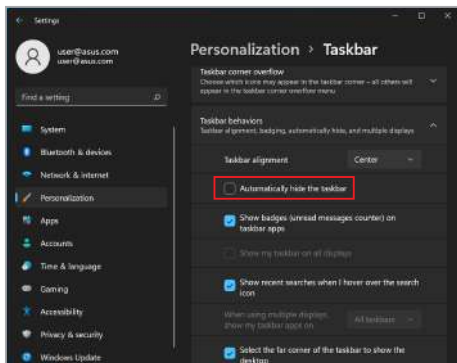 Settings
user@asus.com
user@asus.com
Find a setting
System
Bluetooth & devices
Network & internet
Personalization
Apps
Accounts
Time & language
Gaming
Accessibility
Privacy & security
Windows Update
Personalization › Taskbar
Taskbar corner overflow
Choose which icons may appear in the taskbar corner – all others will
appear in the taskbar corner overflow menu
Taskbar behaviors
Taskbar alignment, badging, automatically hide, and multiple displays
Taskbar alignment
Center
Automatically hide the taskbar
Show badges (unread messages counter) on
taskbar apps
Show my taskbar on all displays
Show recent searches when I hover over the search
icon
When using multiple displays,
show my taskbar apps on
All taskbars
Select the far corner of the taskbar to show the
desktop